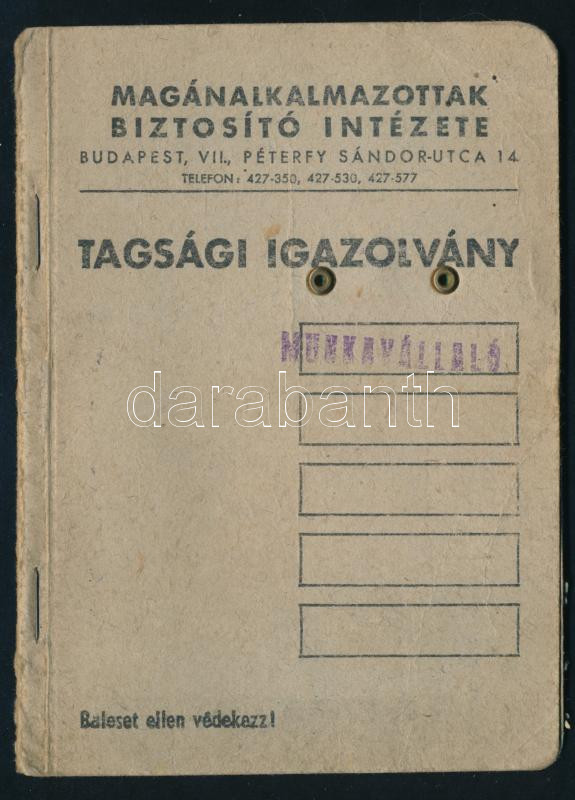 MAGÁNALKALMAZOTTAK
BIZTOSÍTÓ INTÉZETE
BUDAPEST, VII., PÉTERFY SÁNDOR-UTCA 14.
TELEFON: 427-350, 427-530, 427-577
TAGSÁGI IGAZOLVÁNY
MUNKAVÁLLALÓ
darabanth
Baleset ellen védekezz!